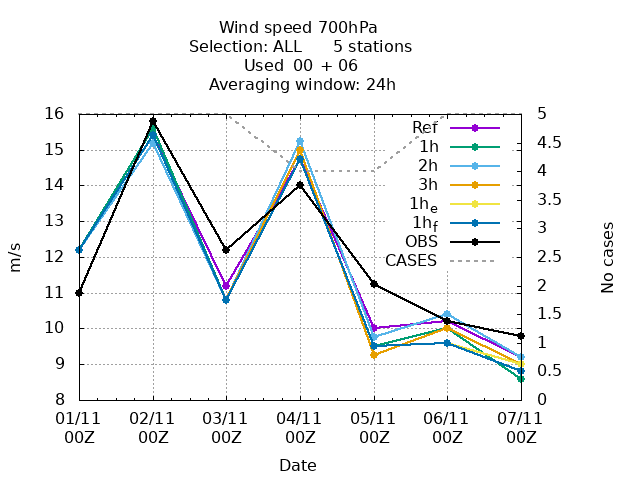 Wind speed 700hPa
Selection: ALL 5 stations
Used 00 + 06
Averaging window: 24h
16
15
14
13
12
11
10
9
8
m/s
5
4.5
4
3.5
3
2.5
2
1.5
1
0.5
0
No cases
Ref
1h
2h
3h
1he
1hf
OBS
CASES
01/11 02/11 03/11 04/11 05/11 06/11 07/11
00Z 00Z 00Z 00Z 00Z 00Z 00Z
Date